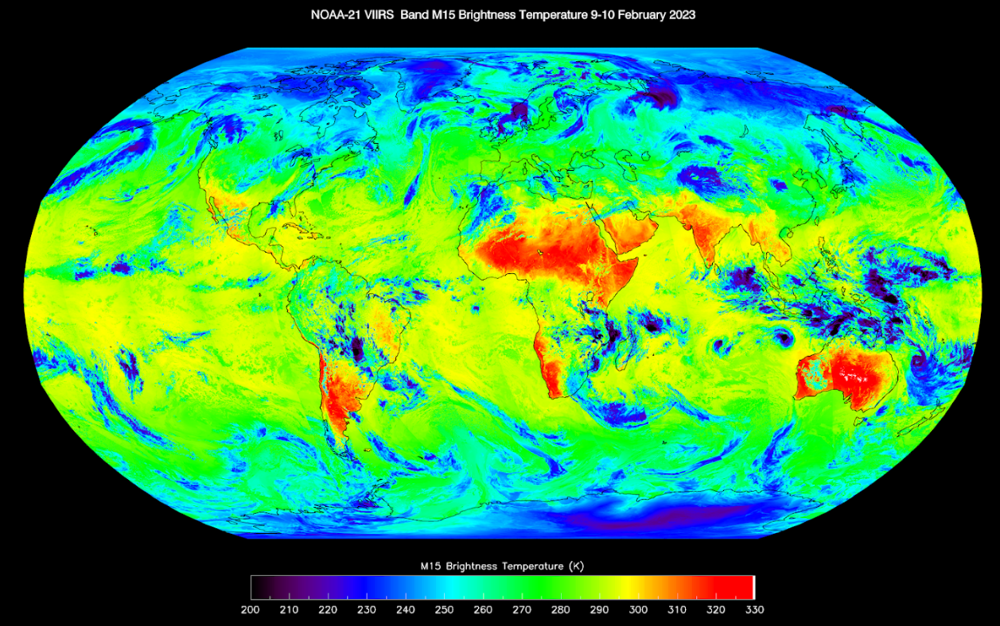 NOAA-21 VIIRS Band M15 Brightness Temperature 9-10 February 2023
M15 Brightness Temperature (K)
200 210 220 230 240 250 260 270 280 290 300 310 320 330